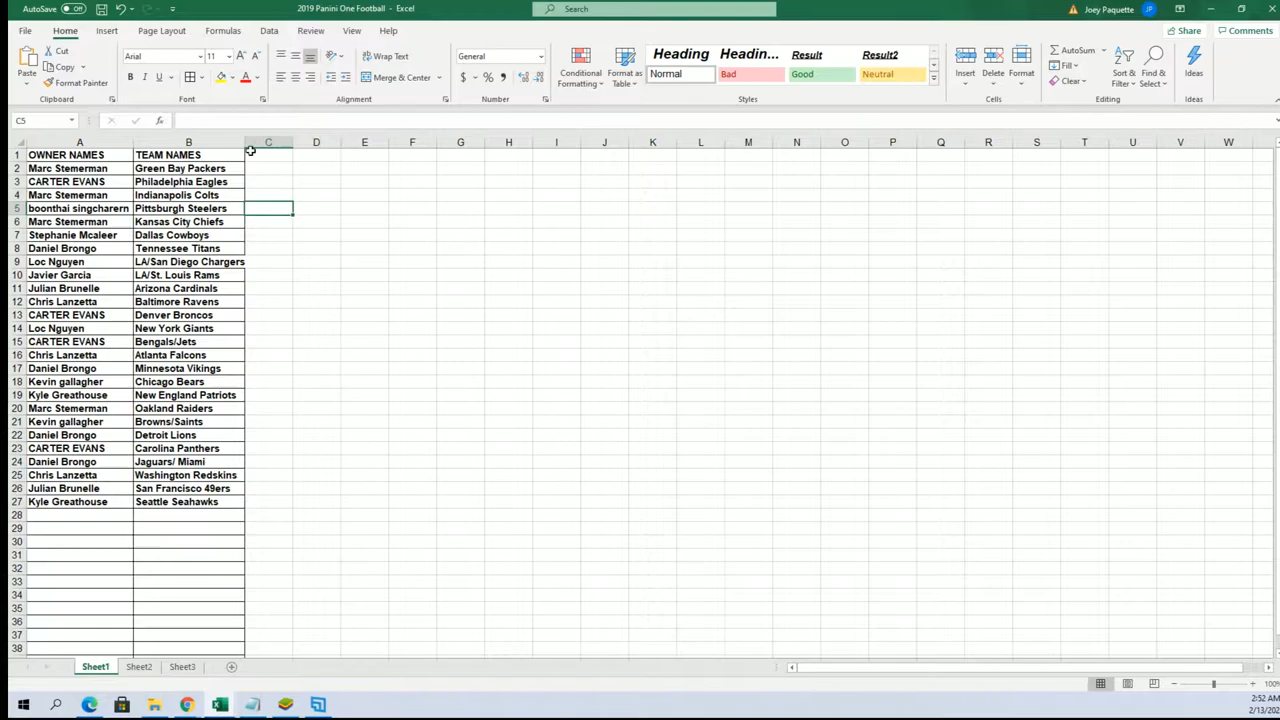 AutoSave Off 2019 Panini One Football - Excel Search Joey Paquette JP
File Home Insert Page Layout Formulas Data Review View Help Share Comments
Paste Cut Copy Format Painter Clipboard
Arial 11 B I U Font
Wrap Text Merge & Center Alignment
General $ % Number
Conditional Formatting Format as Table
Heading Headin... Result Result2
Normal Bad Good Neutral
Styles
Insert Delete Format Cells
AutoSum Fill Clear Sort & Filter Find & Select Editing
Ideas Ideas
C5 fx
A B C D E F G H I J K L M N O P Q R S T U V W
1 OWNER NAMES TEAM NAMES
2 Marc Stemerman Green Bay Packers
3 CARTER EVANS Philadelphia Eagles
4 Marc Stemerman Indianapolis Colts
5 boonthai singcharern Pittsburgh Steelers
6 Marc Stemerman Kansas City Chiefs
7 Stephanie Mcaleer Dallas Cowboys
8 Daniel Brongo Tennessee Titans
9 Loc Nguyen LA/San Diego Chargers
10 Javier Garcia LA/St. Louis Rams
11 Julian Brunelle Arizona Cardinals
12 Chris Lanzetta Baltimore Ravens
13 CARTER EVANS Denver Broncos
14 Loc Nguyen New York Giants
15 CARTER EVANS Bengals/Jets
16 Chris Lanzetta Atlanta Falcons
17 Daniel Brongo Minnesota Vikings
18 Kevin gallagher Chicago Bears
19 Kyle Greathouse New England Patriots
20 Marc Stemerman Oakland Raiders
21 Kevin gallagher Browns/Saints
22 Daniel Brongo Detroit Lions
23 CARTER EVANS Carolina Panthers
24 Daniel Brongo Jaguars/ Miami
25 Chris Lanzetta Washington Redskins
26 Julian Brunelle San Francisco 49ers
27 Kyle Greathouse Seattle Seahawks
28
29
30
31
32
33
34
35
36
37
38
Sheet1 Sheet2 Sheet3
100%
2:52 AM
2/13/202